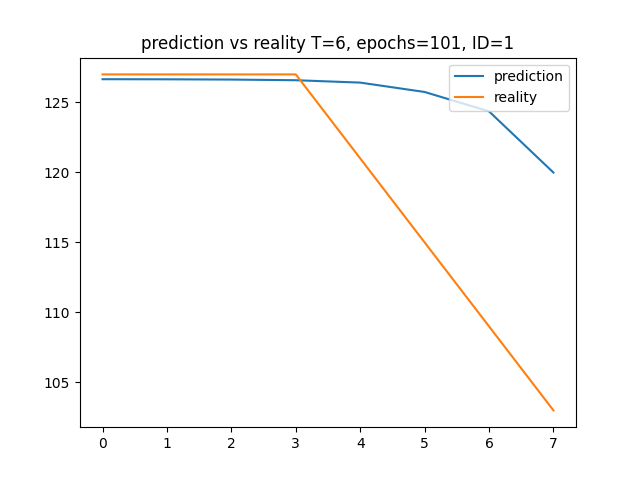 prediction vs reality T=6, epochs=101, ID=1
prediction
reality
125
120
115
110
105
0 1 2 3 4 5 6 7